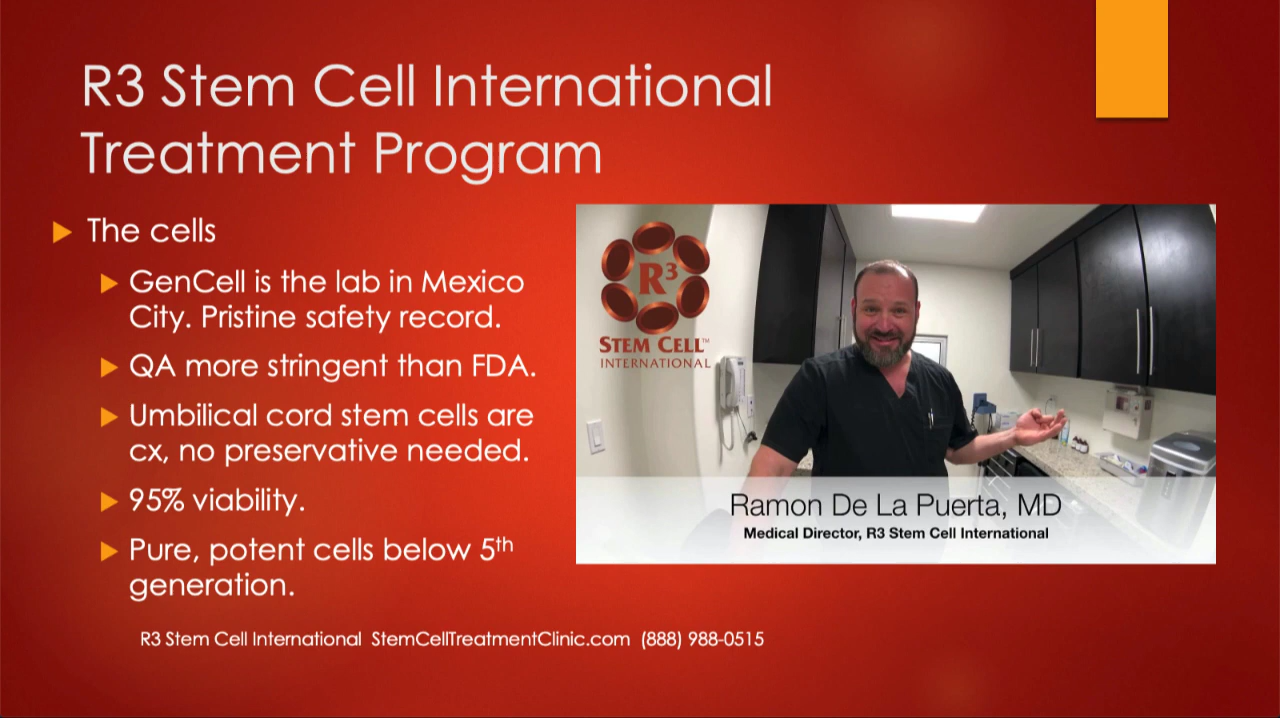 R3 Stem Cell International
Treatment Program
The cells
GenCell is the lab in Mexico
City. Pristine safety record.
QA more stringent than FDA.
Umbilical cord stem cells are
cx, no preservative needed.
95% viability.
Pure, potent cells below 5th
generation.
R3
STEM CELL™
INTERNATIONAL
Ramon De La Puerta, MD
Medical Director, R3 Stem Cell International
R3 Stem Cell International StemCellTreatmentClinic.com (888) 988-0515